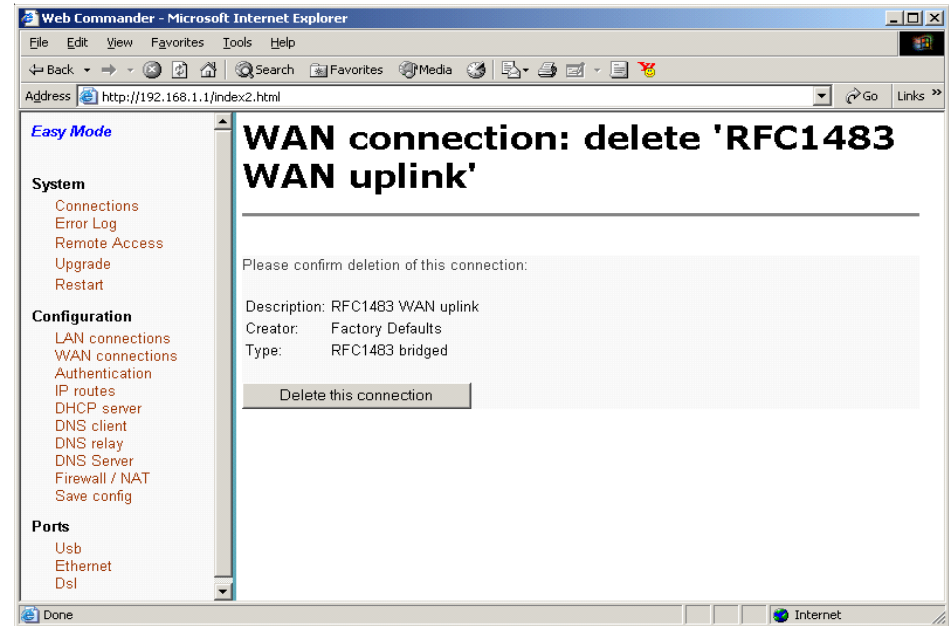 Web Commander - Microsoft Internet Explorer
File Edit View Favorites Tools Help
Back Search Favorites Media
Address http://192.168.1.1/index2.html Go Links »
Easy Mode
System
Connections
Error Log
Remote Access
Upgrade
Restart
Configuration
LAN connections
WAN connections
Authentication
IP routes
DHCP server
DNS client
DNS relay
DNS Server
Firewall / NAT
Save config
Ports
Usb
Ethernet
Dsl
WAN connection: delete 'RFC1483
WAN uplink'
Please confirm deletion of this connection:
Description: RFC1483 WAN uplink
Creator: Factory Defaults
Type: RFC1483 bridged
Delete this connection
Done Internet